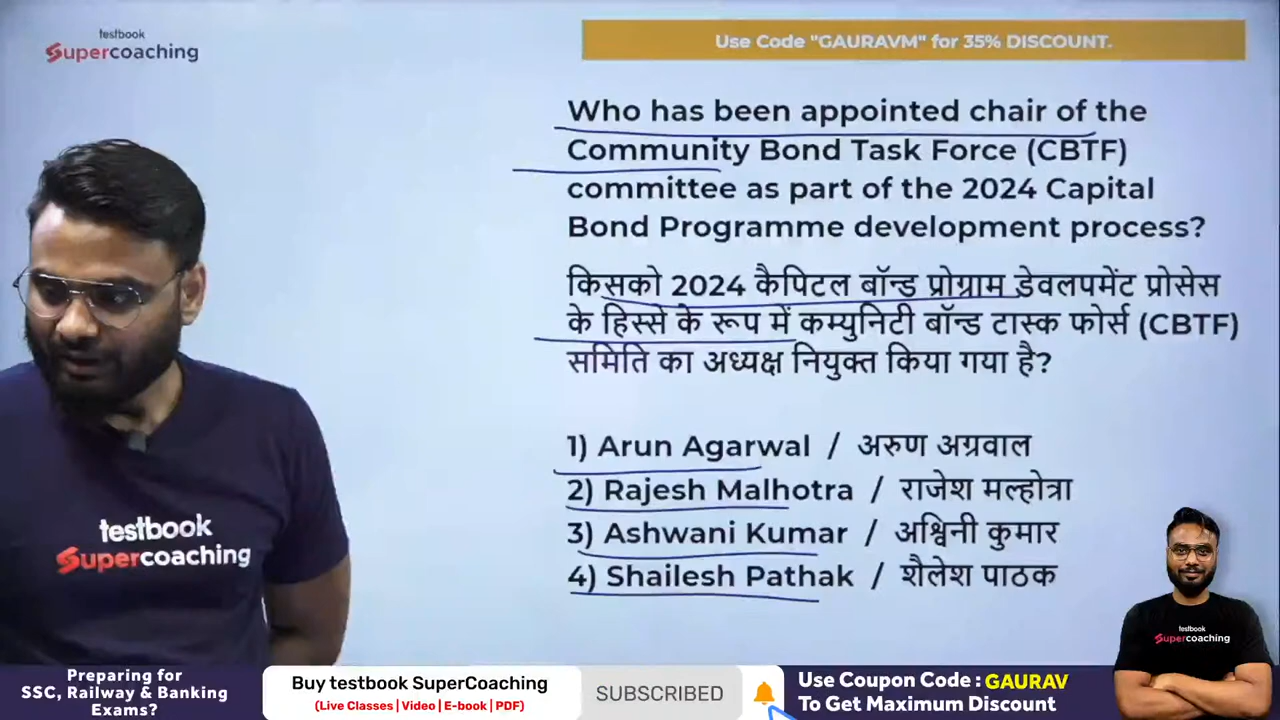 testbook
Supercoaching
Use Code "GAURAVM" for 35% DISCOUNT.
Who has been appointed chair of the
Community Bond Task Force (CBTF)
committee as part of the 2024 Capital
Bond Programme development process?
किसको 2024 कैपिटल बॉन्ड प्रोग्राम डेवलपमेंट प्रोसेस
के हिस्से के रूप में कम्युनिटी बॉन्ड टास्क फोर्स (CBTF)
समिति का अध्यक्ष नियुक्त किया गया है?
1) Arun Agarwal / अरुण अग्रवाल
2) Rajesh Malhotra / राजेश मल्होत्रा
3) Ashwani Kumar / अश्विनी कुमार
4) Shailesh Pathak / शैलेश पाठक
testbook
Supercoaching
testbook
Supercoaching
Preparing for
SSC, Railway & Banking
Exams?
Buy testbook SuperCoaching
(Live Classes | Video | E-book | PDF)
SUBSCRIBED
Use Coupon Code : GAURAV
To Get Maximum Discount